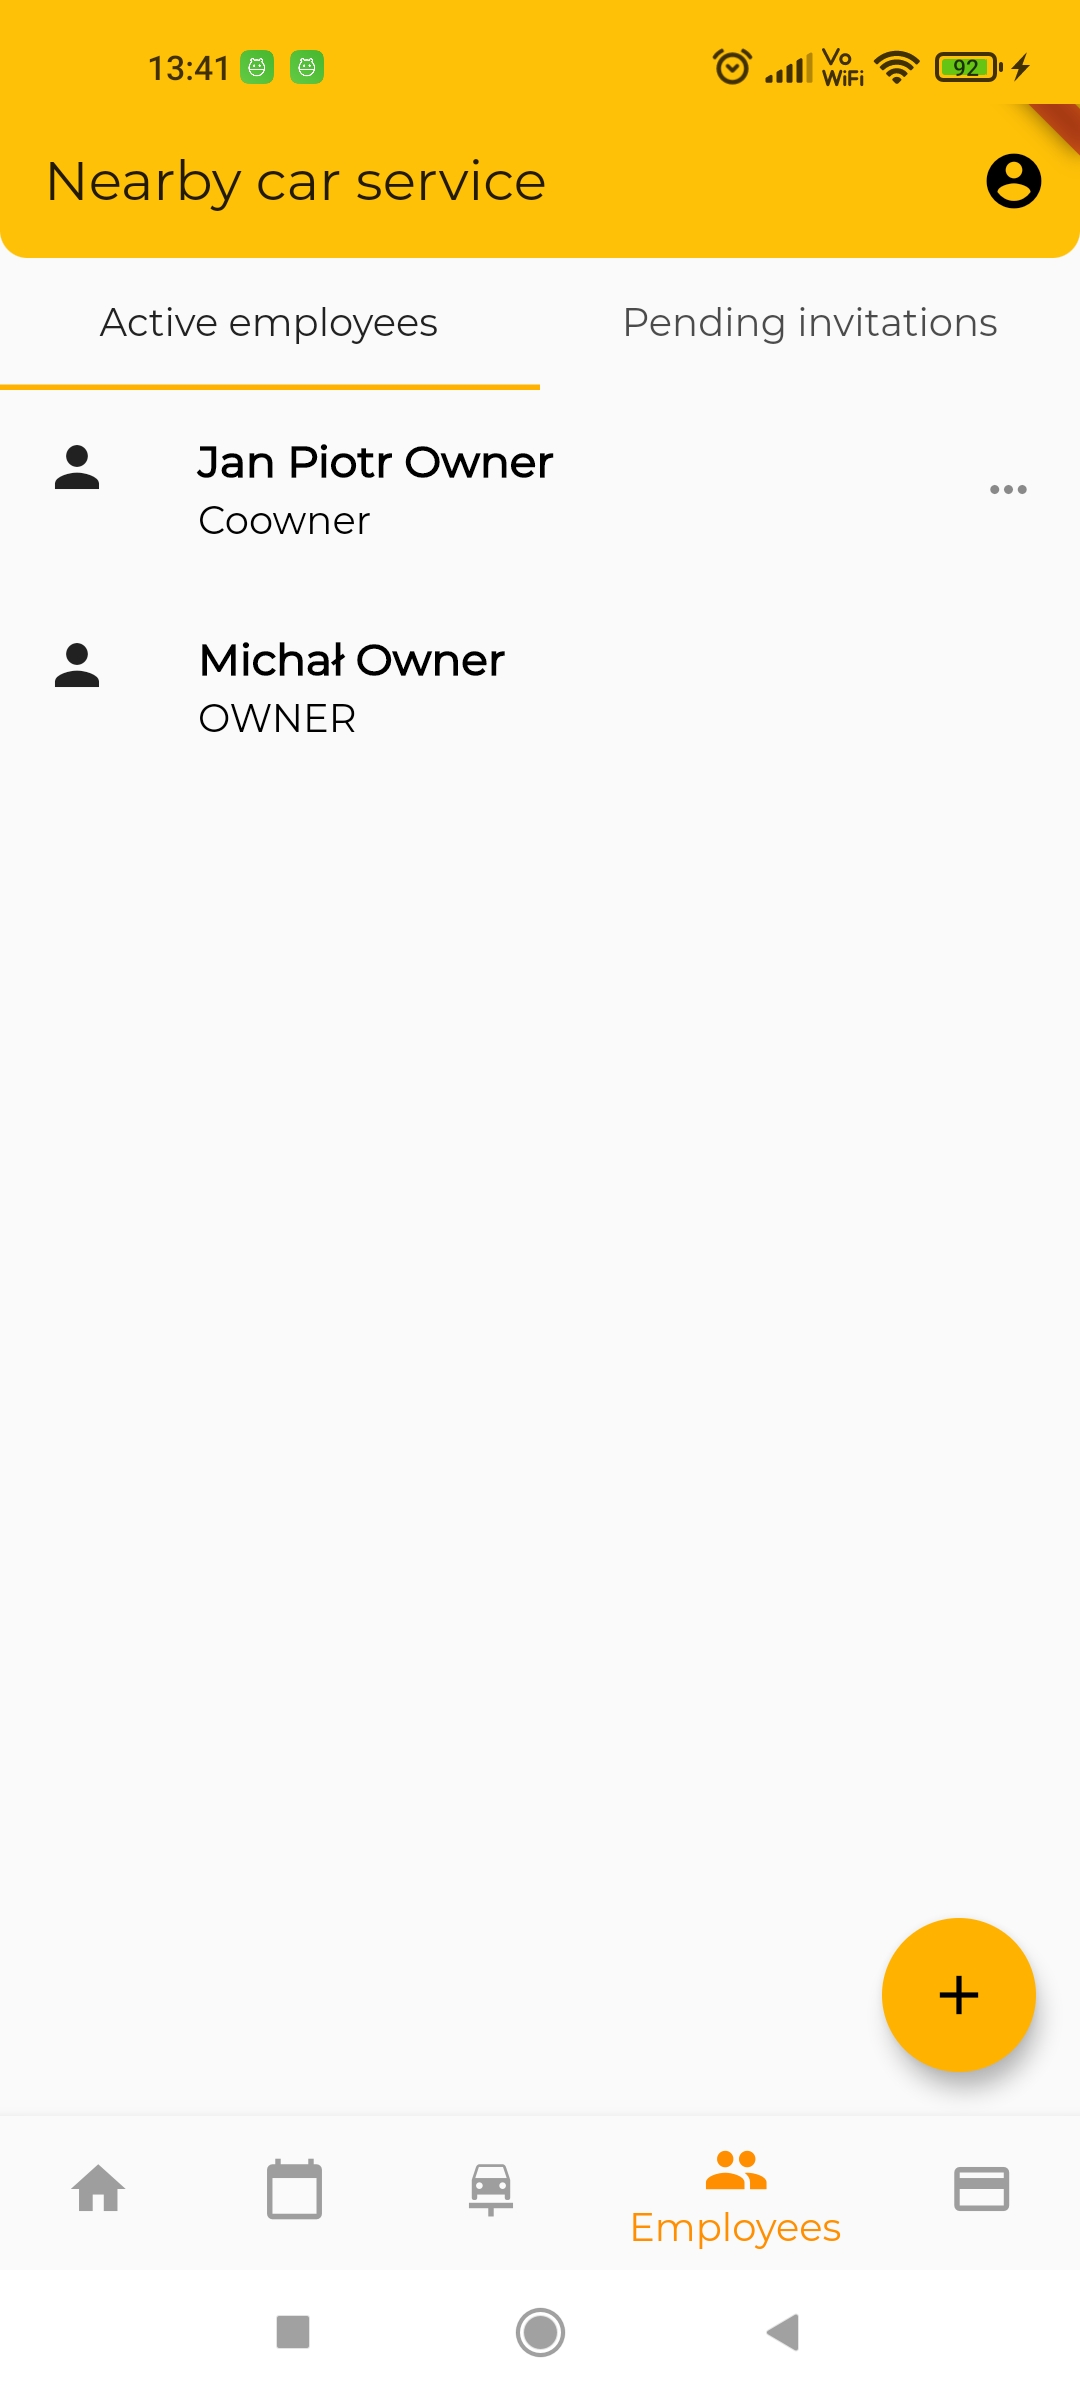 13:41
Vo
WiFi
92
Nearby car service
Active employees
Pending invitations
Jan Piotr Owner
Coowner
Michał Owner
OWNER
Employees